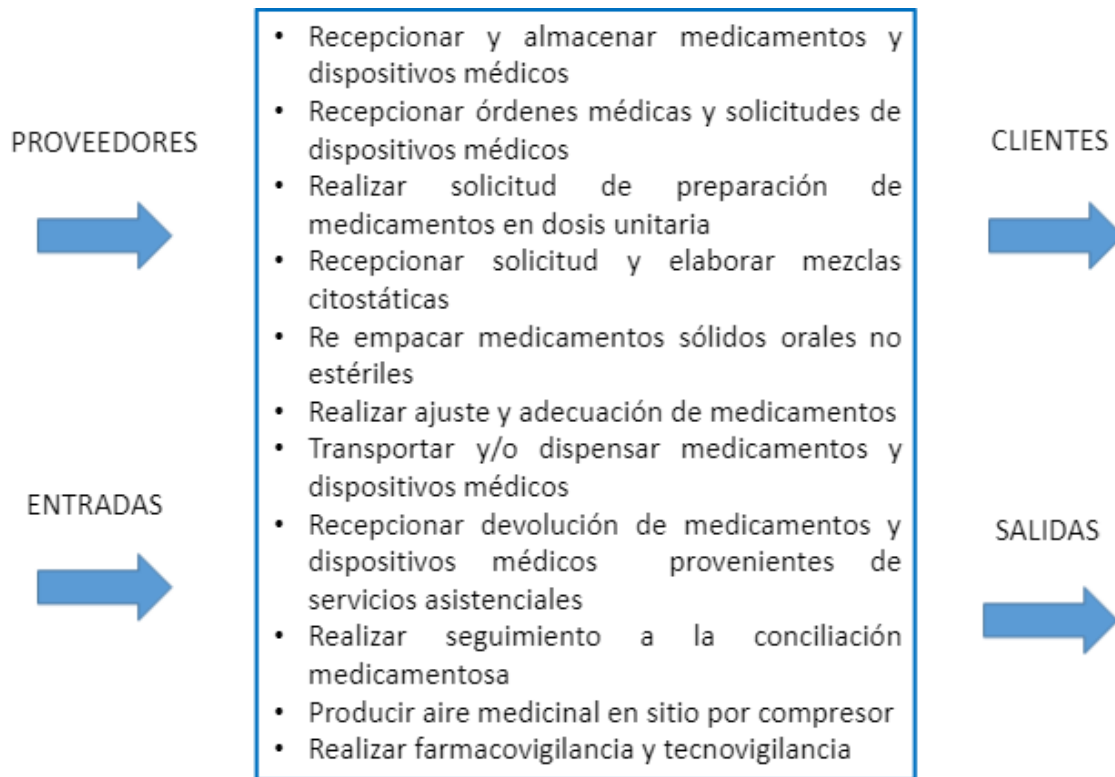 PROVEEDORES
ENTRADAS
• Recepcionar y almacenar medicamentos y
dispositivos médicos
• Recepcionar órdenes médicas y solicitudes de
dispositivos médicos
• Realizar solicitud de preparación de
medicamentos en dosis unitaria
• Recepcionar solicitud y elaborar mezclas
citostáticas
• Re empacar medicamentos sólidos orales no
estériles
• Realizar ajuste y adecuación de medicamentos
• Transportar y/o dispensar medicamentos y
dispositivos médicos
• Recepcionar devolución de medicamentos y
dispositivos médicos provenientes de
servicios asistenciales
• Realizar seguimiento a la conciliación
medicamentosa
• Producir aire medicinal en sitio por compresor
• Realizar farmacovigilancia y tecnovigilancia
CLIENTES
SALIDAS